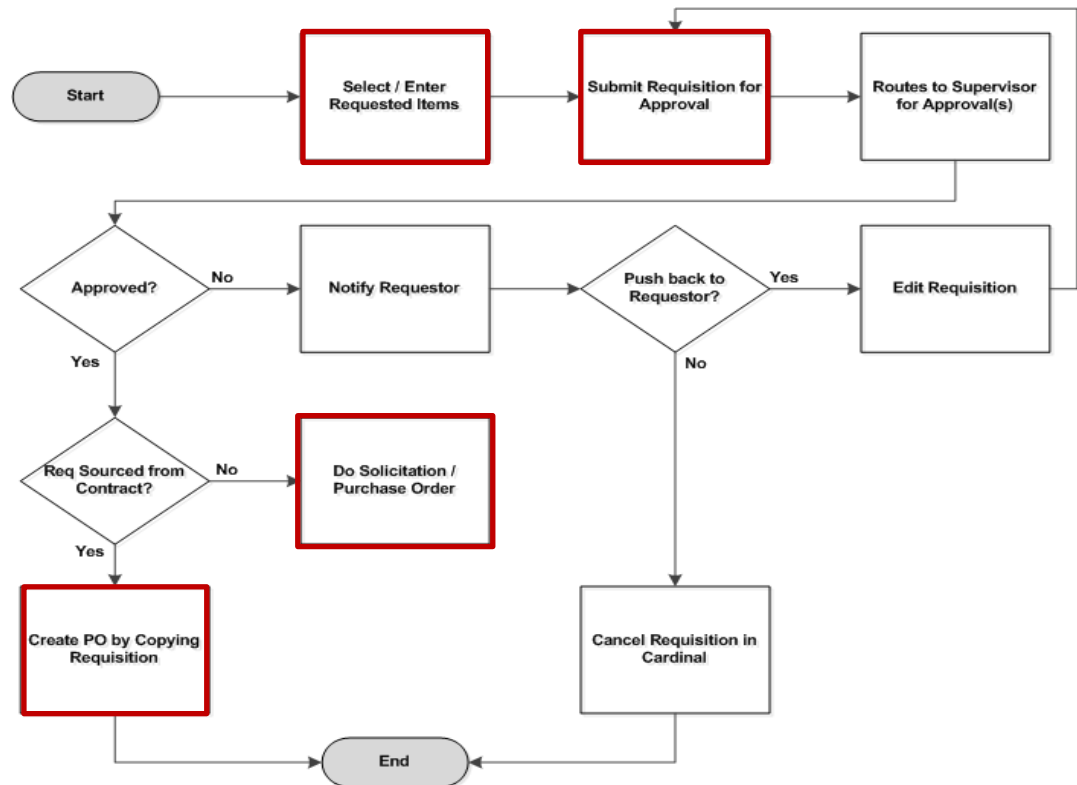 Start
Select / Enter
Requested Items
Submit Requisition for
Approval
Routes to Supervisor
for Approval(s)
Approved?
No
Notify Requestor
Push back to
Requestor?
Yes
Edit Requisition
Yes
No
Req Sourced from
Contract?
No
Do Solicitation /
Purchase Order
Yes
Create PO by Copying
Requisition
Cancel Requisition in
Cardinal
End